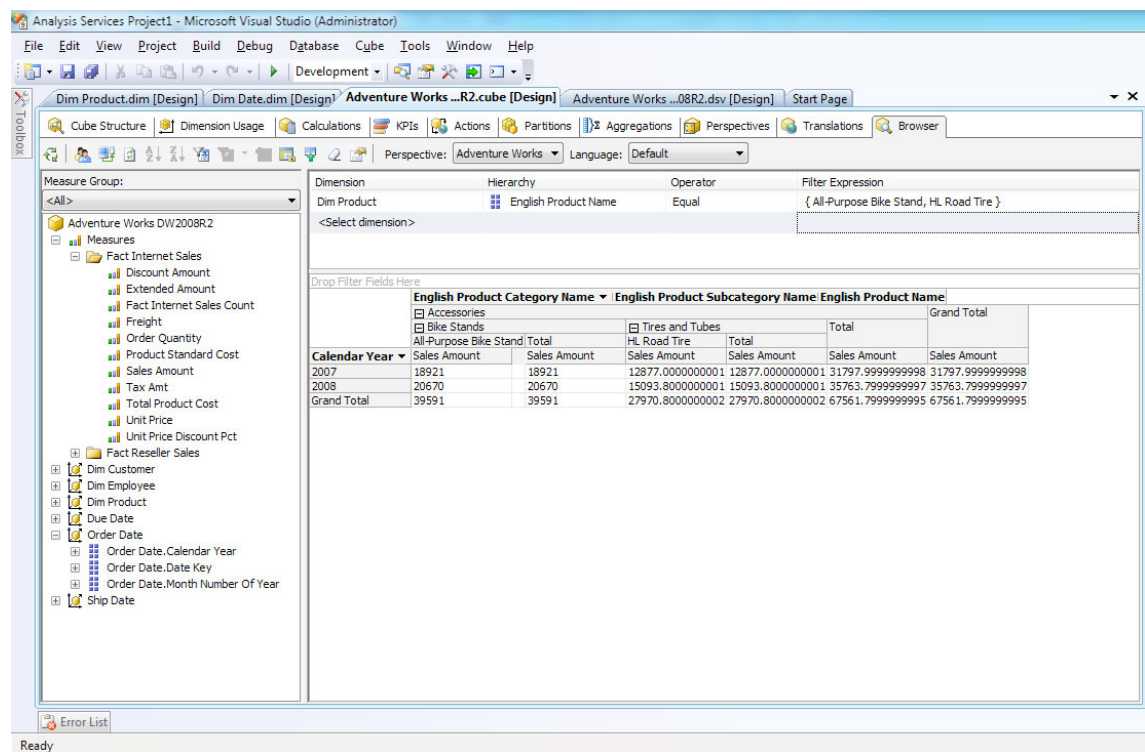 Analysis Services Project1 - Microsoft Visual Studio (Administrator)
File Edit View Project Build Debug Database Cube Tools Window Help
Development
Toolbox
Dim Product.dim [Design] Dim Date.dim [Design] Adventure Works ...R2.cube [Design] Adventure Works ...08R2.dsv [Design] Start Page
Cube Structure Dimension Usage Calculations KPIs Actions Partitions Aggregations Perspectives Translations Browser
Perspective: Adventure Works Language: Default
Measure Group:
<All>
Adventure Works DW2008R2
Measures
Fact Internet Sales
Discount Amount
Extended Amount
Fact Internet Sales Count
Freight
Order Quantity
Product Standard Cost
Sales Amount
Tax Amt
Total Product Cost
Unit Price
Unit Price Discount Pct
Fact Reseller Sales
Dim Customer
Dim Employee
Dim Product
Due Date
Order Date
Order Date.Calendar Year
Order Date.Date Key
Order Date.Month Number Of Year
Ship Date
Dimension Hierarchy Operator Filter Expression
Dim Product English Product Name Equal { All-Purpose Bike Stand, HL Road Tire }
<Select dimension>
Drop Filter Fields Here
English Product Category Name English Product Subcategory Name English Product Name
Accessories Grand Total
Bike Stands Tires and Tubes Total
All-Purpose Bike Stand Total HL Road Tire Total
Calendar Year Sales Amount Sales Amount Sales Amount Sales Amount Sales Amount Sales Amount
2007 18921 18921 12877.0000000001 12877.0000000001 31797.9999999998 31797.9999999998
2008 20670 20670 15093.8000000001 15093.8000000001 35763.7999999997 35763.7999999997
Grand Total 39591 39591 27970.8000000002 27970.8000000002 67561.7999999995 67561.7999999995
Error List
Ready